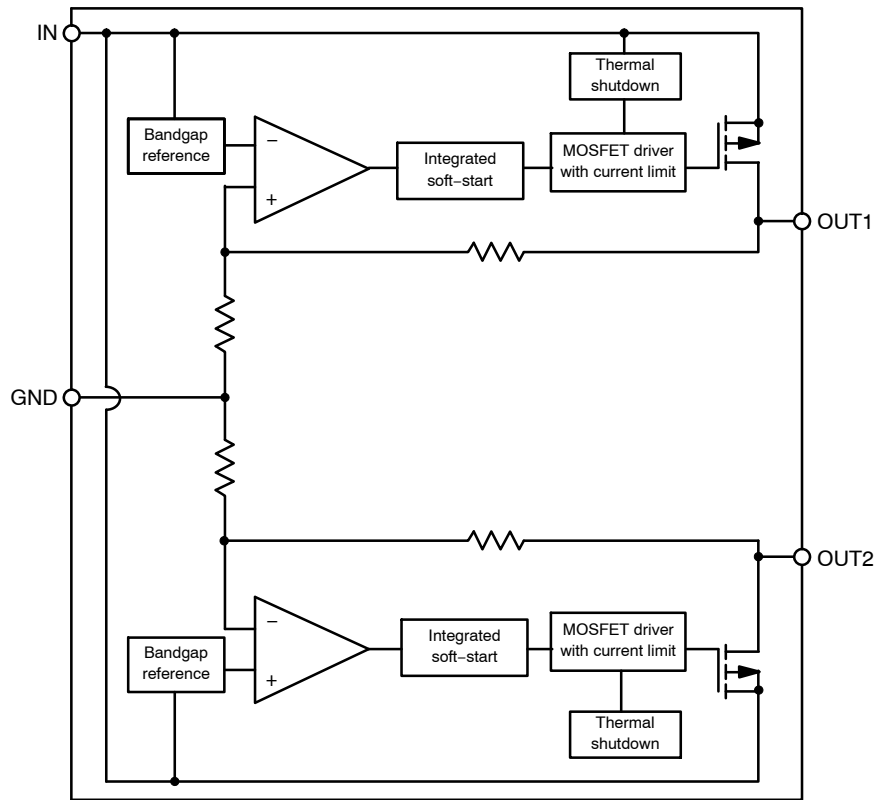 IN
Thermal
shutdown
Bandgap
reference
−
+
Integrated
soft−start
MOSFET driver
with current limit
OUT1
GND
OUT2
Bandgap
reference
−
+
Integrated
soft−start
MOSFET driver
with current limit
Thermal
shutdown